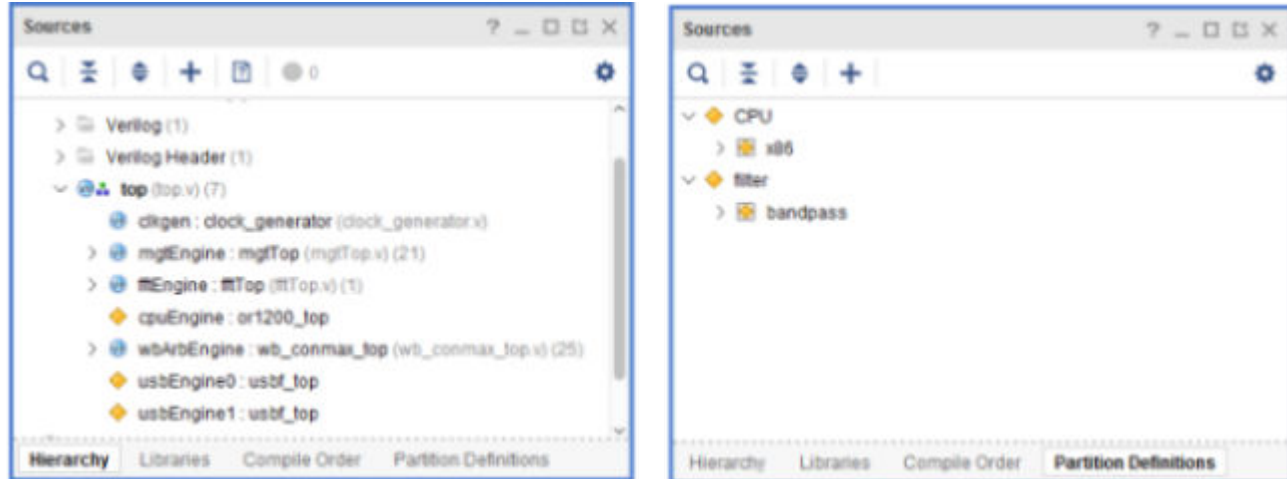 Sources
? _
0
Verilog (1)
Verilog Header (1)
top (top.v) (7)
clkgen : clock_generator (clock_generator.v)
mgtEngine : mgtTop (mgtTop.v) (21)
fftEngine : fftTop (fftTop.v) (1)
cpuEngine : or1200_top
wbArbEngine : wb_conmax_top (wb_conmax_top.v) (25)
usbEngine0 : usbf_top
usbEngine1 : usbf_top
Hierarchy Libraries Compile Order Partition Definitions
Sources
? _
CPU
x86
filter
bandpass
Hierarchy Libraries Compile Order Partition Definitions